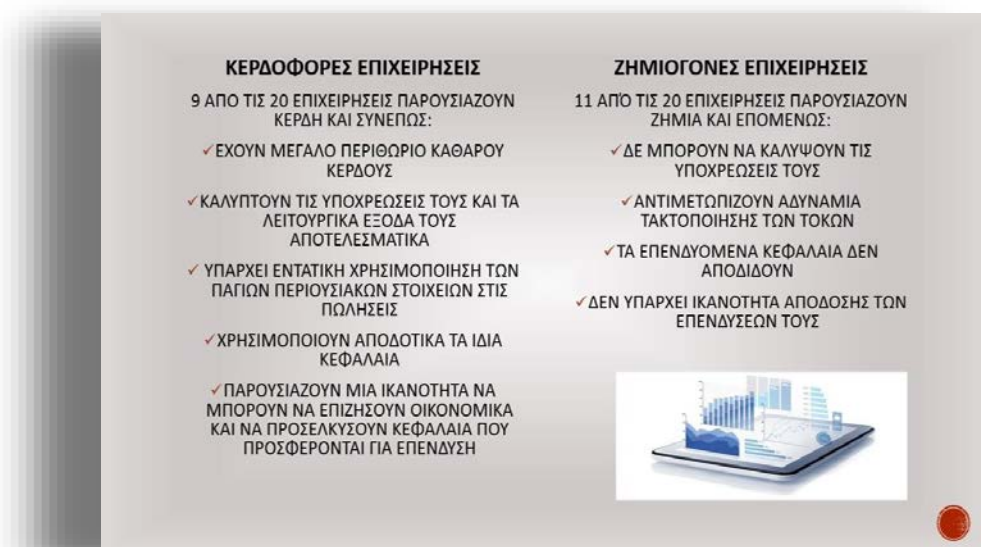 ΚΕΡΔΟΦΟΡΕΣ ΕΠΙΧΕΙΡΗΣΕΙΣ
9 ΑΠΟ ΤΙΣ 20 ΕΠΙΧΕΙΡΗΣΕΙΣ ΠΑΡΟΥΣΙΑΖΟΥΝ
ΚΕΡΔΗ ΚΑΙ ΣΥΝΕΠΩΣ:
✓ΕΧΟΥΝ ΜΕΓΑΛΟ ΠΕΡΙΘΩΡΙΟ ΚΑΘΑΡΟΥ
ΚΕΡΔΟΥΣ
✓ΚΑΛΥΠΤΟΥΝ ΤΙΣ ΥΠΟΧΡΕΩΣΕΙΣ ΤΟΥΣ ΚΑΙ ΤΑ
ΛΕΙΤΟΥΡΓΙΚΑ ΕΞΟΔΑ ΤΟΥΣ
ΑΠΟΤΕΛΕΣΜΑΤΙΚΑ
✓ ΥΠΑΡΧΕΙ ΕΝΤΑΤΙΚΗ ΧΡΗΣΙΜΟΠΟΙΗΣΗ ΤΩΝ
ΠΑΓΙΩΝ ΠΕΡΙΟΥΣΙΑΚΩΝ ΣΤΟΙΧΕΙΩΝ ΣΤΙΣ
ΠΩΛΗΣΕΙΣ
✓ΧΡΗΣΙΜΟΠΟΙΟΥΝ ΑΠΟΔΟΤΙΚΑ ΤΑ ΙΔΙΑ
ΚΕΦΑΛΑΙΑ
✓ΠΑΡΟΥΣΙΑΖΟΥΝ ΜΙΑ ΙΚΑΝΟΤΗΤΑ ΝΑ
ΜΠΟΡΟΥΝ ΝΑ ΕΠΙΖΗΣΟΥΝ ΟΙΚΟΝΟΜΙΚΑ
ΚΑΙ ΝΑ ΠΡΟΣΕΛΚΥΣΟΥΝ ΚΕΦΑΛΑΙΑ ΠΟΥ
ΠΡΟΣΦΕΡΟΝΤΑΙ ΓΙΑ ΕΠΕΝΔΥΣΗ
ΖΗΜΙΟΓΟΝΕΣ ΕΠΙΧΕΙΡΗΣΕΙΣ
11 ΑΠΌ ΤΙΣ 20 ΕΠΙΧΕΙΡΗΣΕΙΣ ΠΑΡΟΥΣΙΑΖΟΥΝ
ΖΗΜΙΑ ΚΑΙ ΕΠΟΜΕΝΩΣ:
✓ΔΕ ΜΠΟΡΟΥΝ ΝΑ ΚΑΛΥΨΟΥΝ ΤΙΣ
ΥΠΟΧΡΕΩΣΕΙΣ ΤΟΥΣ
✓ΑΝΤΙΜΕΤΩΠΙΖΟΥΝ ΑΔΥΝΑΜΙΑ
ΤΑΚΤΟΠΟΙΗΣΗΣ ΤΩΝ ΤΟΚΩΝ
✓ΤΑ ΕΠΕΝΔΥΟΜΕΝΑ ΚΕΦΑΛΑΙΑ ΔΕΝ
ΑΠΟΔΙΔΟΥΝ
✓ΔΕΝ ΥΠΑΡΧΕΙ ΙΚΑΝΟΤΗΤΑ ΑΠΟΔΟΣΗΣ ΤΩΝ
ΕΠΕΝΔΥΣΕΩΝ ΤΟΥΣ